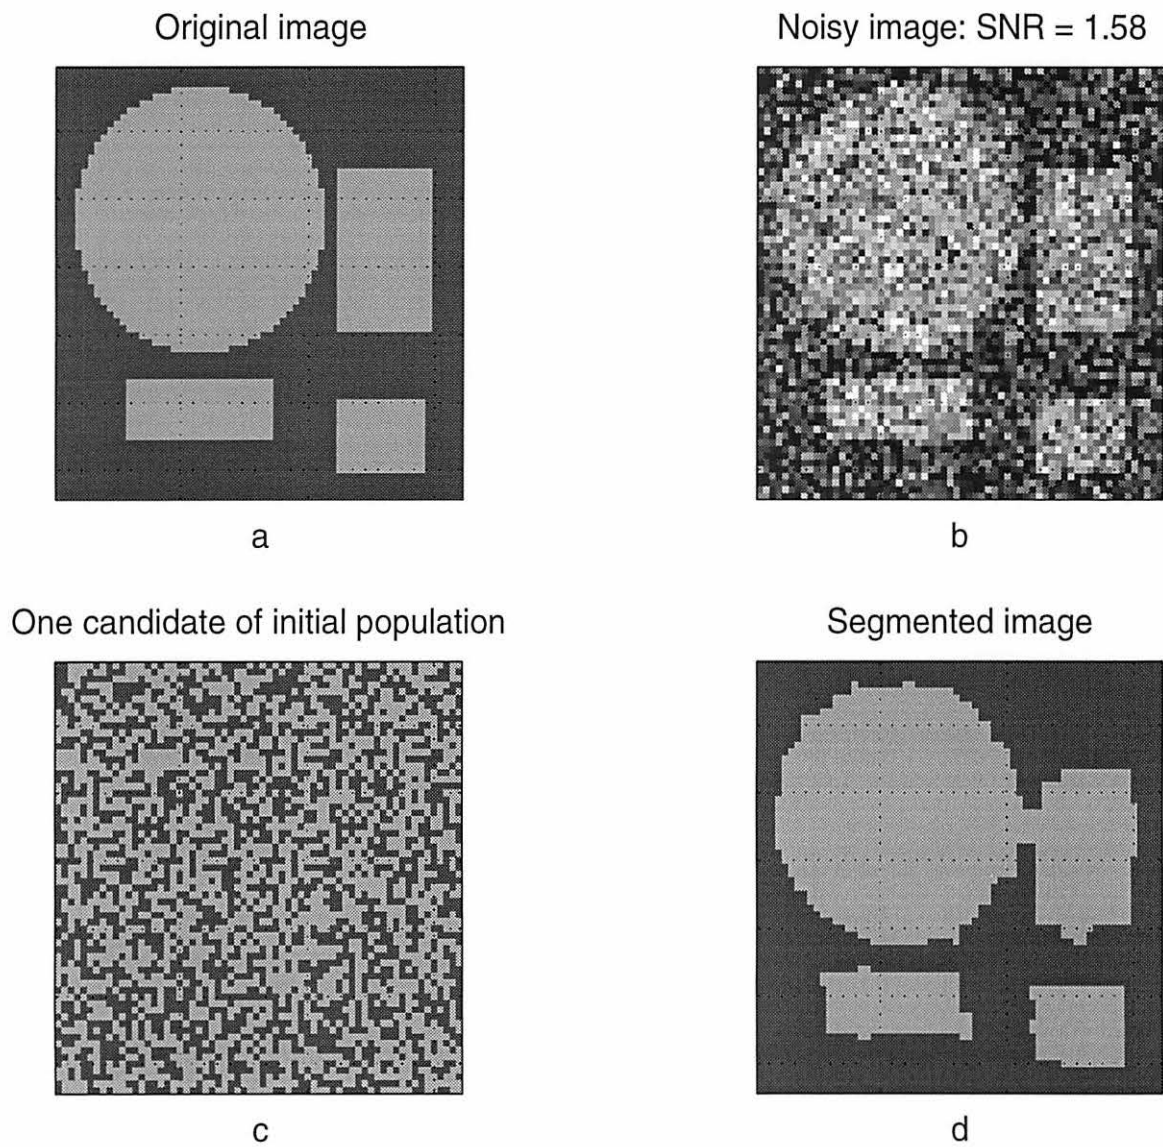 Original image
Noisy image: SNR = 1.58
a
b
One candidate of initial population
Segmented image
c
d